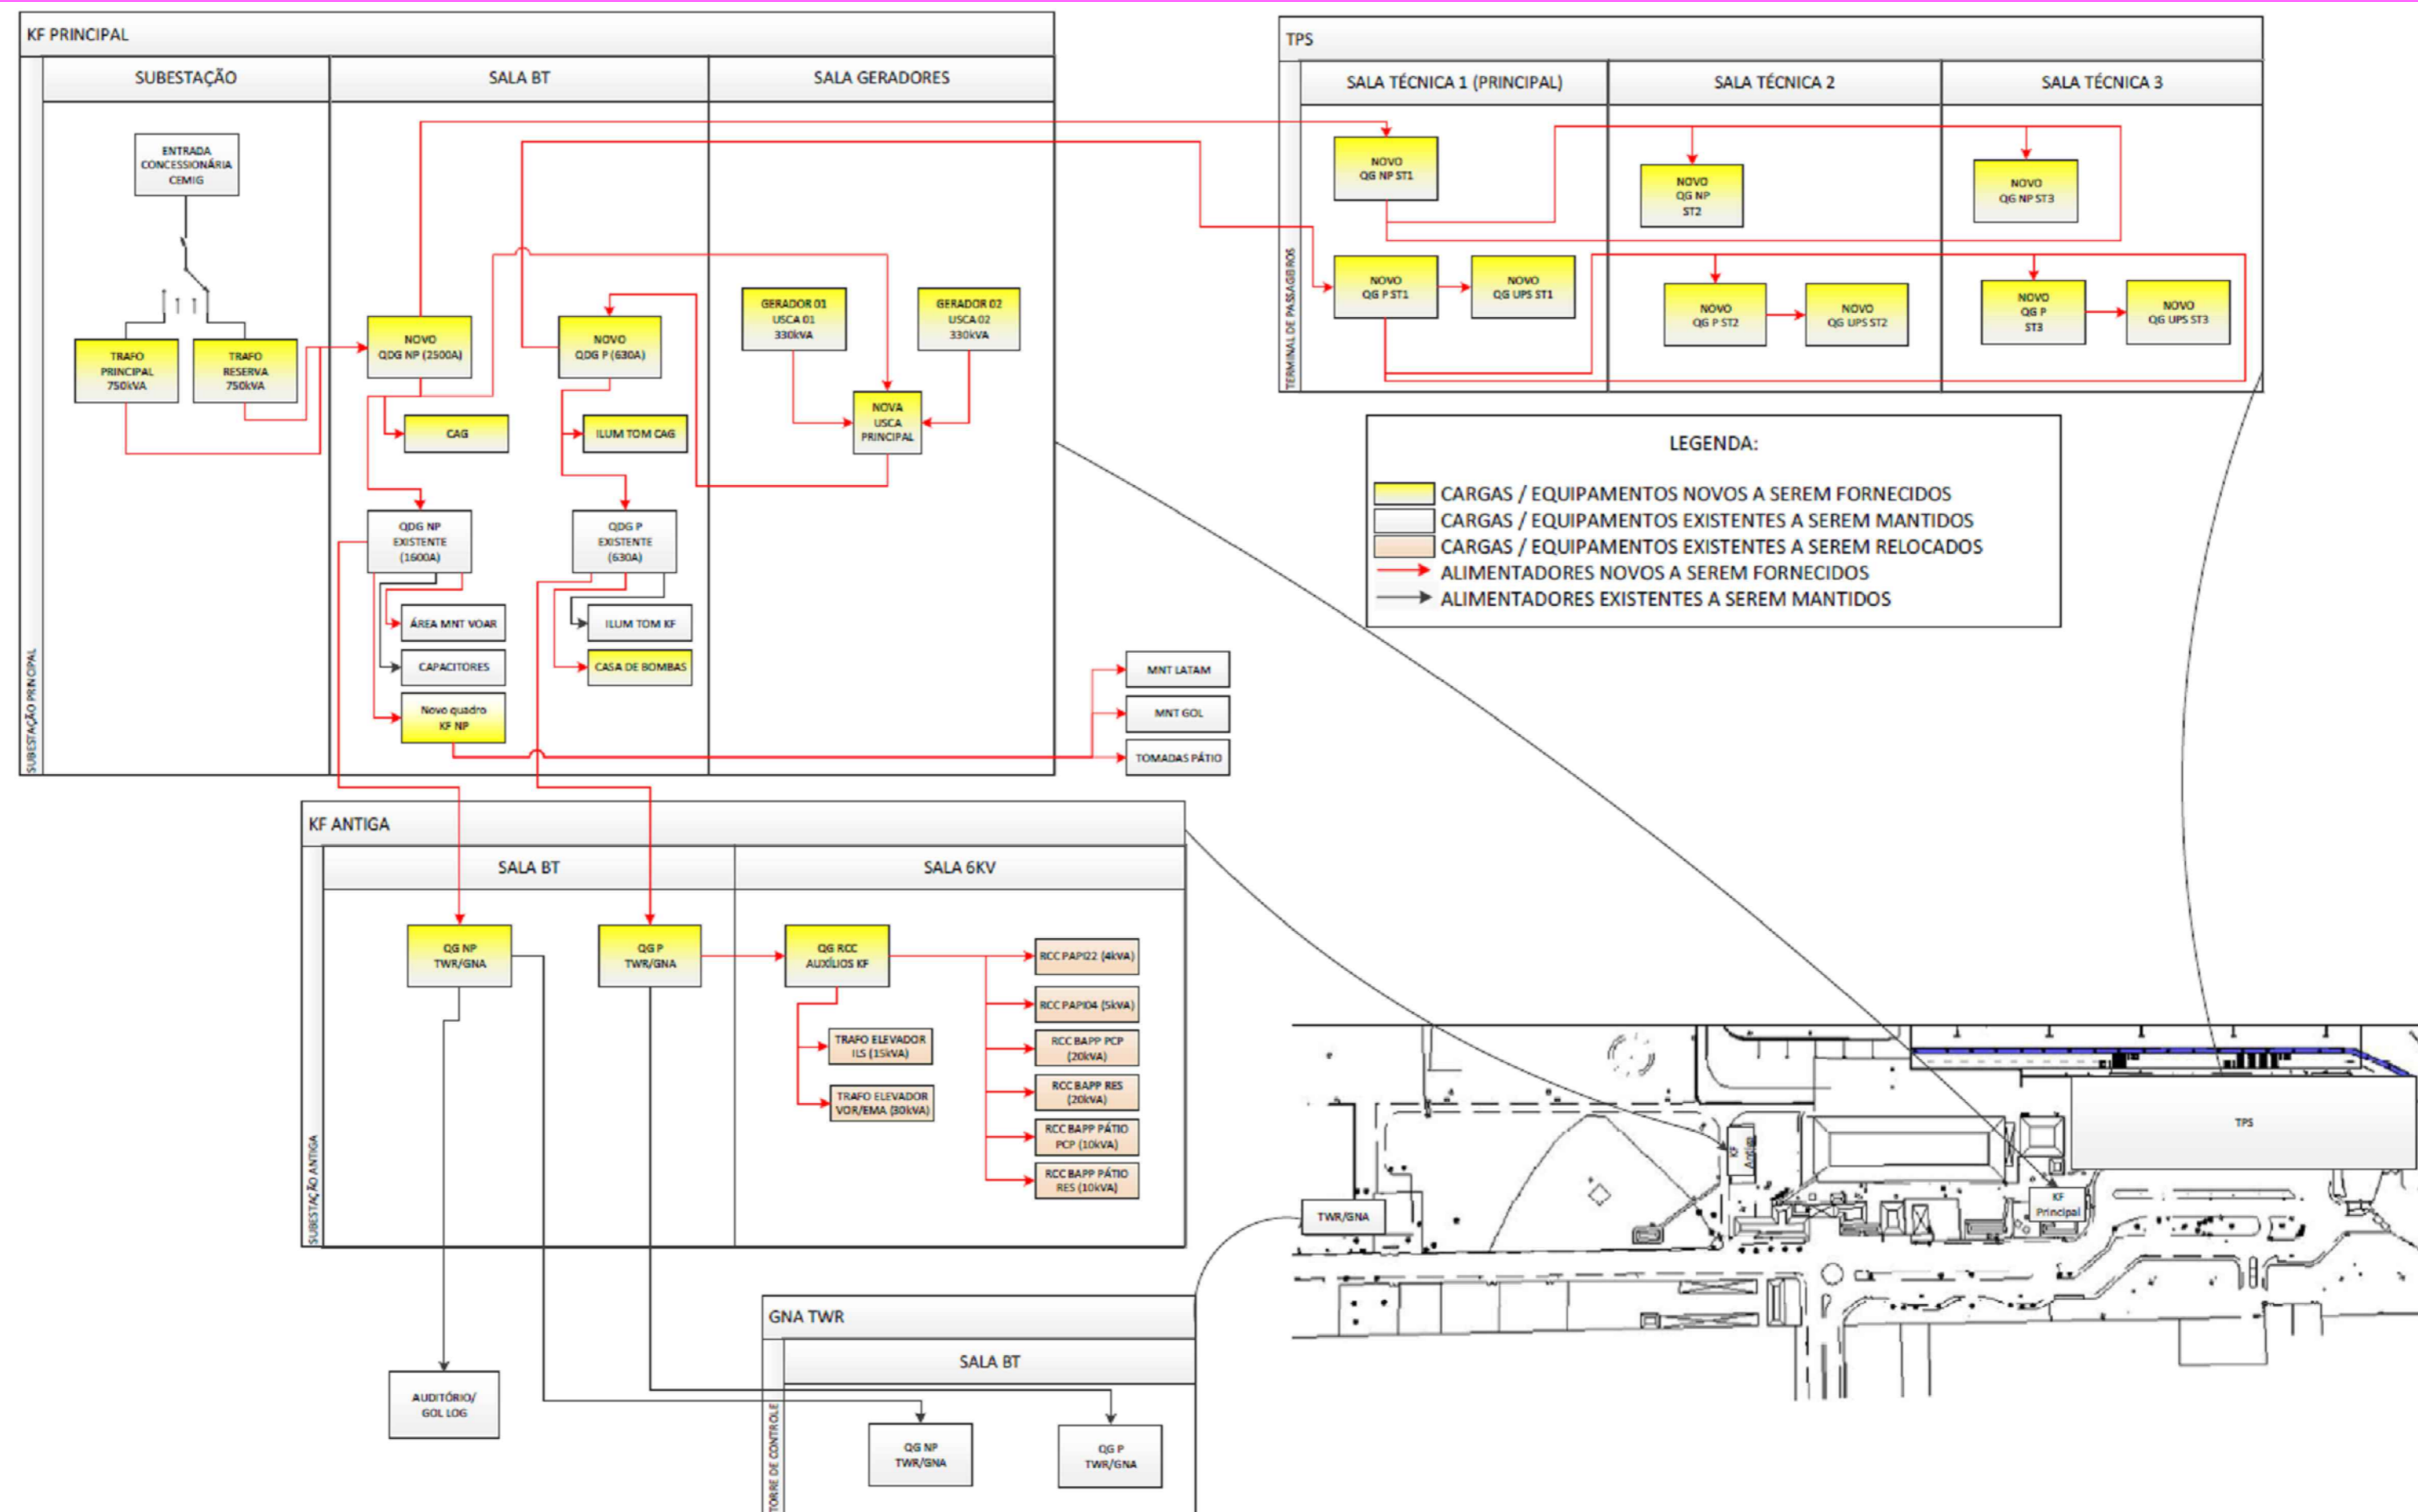 KF PRINCIPAL
SUBESTAÇÃO
SALA BT
SALA GERADORES
SUBESTAÇÃO PRINCIPAL
ENTRADA
CONCESSIONÁRIA
CEMIG
TRAFO
PRINCIPAL
750kVA
TRAFO
RESERVA
750kVA
NOVO
QDG NP (2500A)
NOVO
QDG P (630A)
CAG
ILUM TOM CAG
QDG NP
EXISTENTE
(1600A)
QDG P
EXISTENTE
(630A)
ÁREA MNT VOAR
CAPACITORES
Novo quadro
KF NP
ILUM TOM KF
CASA DE BOMBAS
GERADOR 01
USCA 01
330kVA
GERADOR 02
USCA 02
330kVA
NOVA
USCA
PRINCIPAL
MNT LATAM
MNT GOL
TOMADAS PÁTIO
TPS
SALA TÉCNICA 1 (PRINCIPAL)
SALA TÉCNICA 2
SALA TÉCNICA 3
TERMINAL DE PASSAGEIROS
NOVO
QG NP ST1
NOVO
QG NP
ST2
NOVO
QG NP ST3
NOVO
QG P ST1
NOVO
QG UPS ST1
NOVO
QG P ST2
NOVO
QG UPS ST2
NOVO
QG P
ST3
NOVO
QG UPS ST3
LEGENDA:
CARGAS / EQUIPAMENTOS NOVOS A SEREM FORNECIDOS
CARGAS / EQUIPAMENTOS EXISTENTES A SEREM MANTIDOS
CARGAS / EQUIPAMENTOS EXISTENTES A SEREM RELOCADOS
ALIMENTADORES NOVOS A SEREM FORNECIDOS
ALIMENTADORES EXISTENTES A SEREM MANTIDOS
KF ANTIGA
SALA BT
SALA 6KV
SUBESTAÇÃO ANTIGA
QG NP
TWR/GNA
QG P
TWR/GNA
QG RCC
AUXÍLIOS KF
TRAFO ELEVADOR
ILS (15kVA)
TRAFO ELEVADOR
VOR/EMA (30kVA)
RCC PAPI22 (4kVA)
RCC PAPI04 (5kVA)
RCC BAPP PCP
(20kVA)
RCC BAPP RES
(20kVA)
RCC BAPP PÁTIO
PCP (10kVA)
RCC BAPP PÁTIO
RES (10kVA)
AUDITÓRIO/
GOL LOG
GNA TWR
SALA BT
TORRE DE CONTROLE
QG NP
TWR/GNA
QG P
TWR/GNA
TWR/GNA
KF
Antiga
KF
Principal
TPS